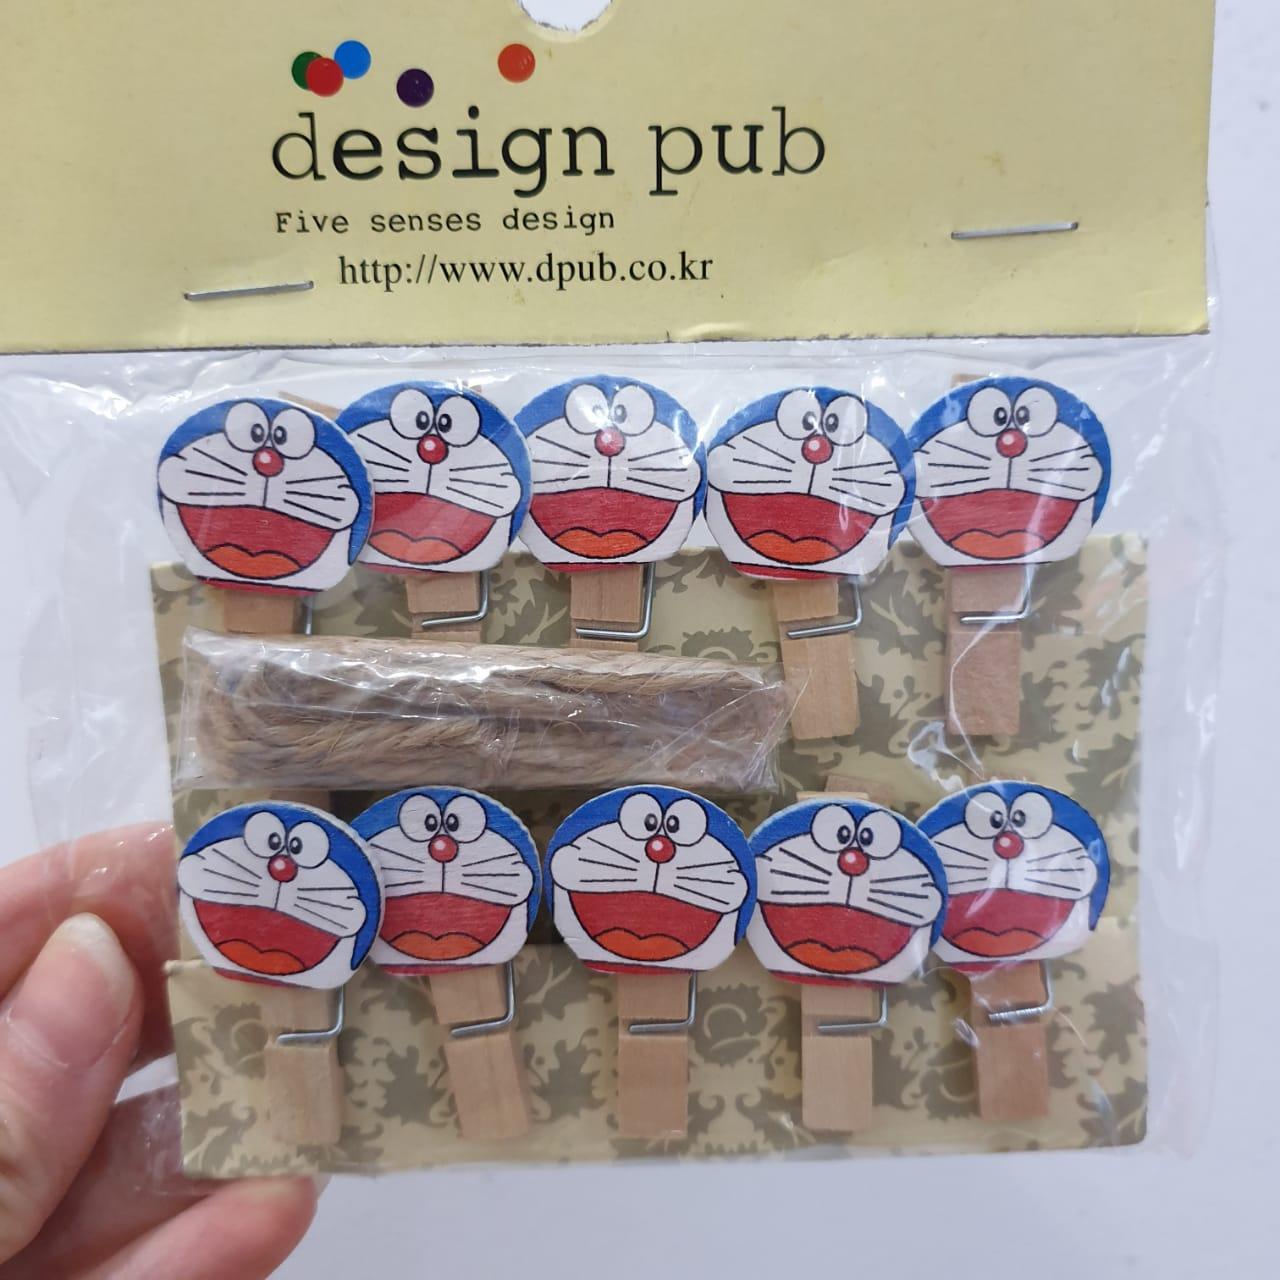 design pub
Five senses design
http://www.dpub.co.kr